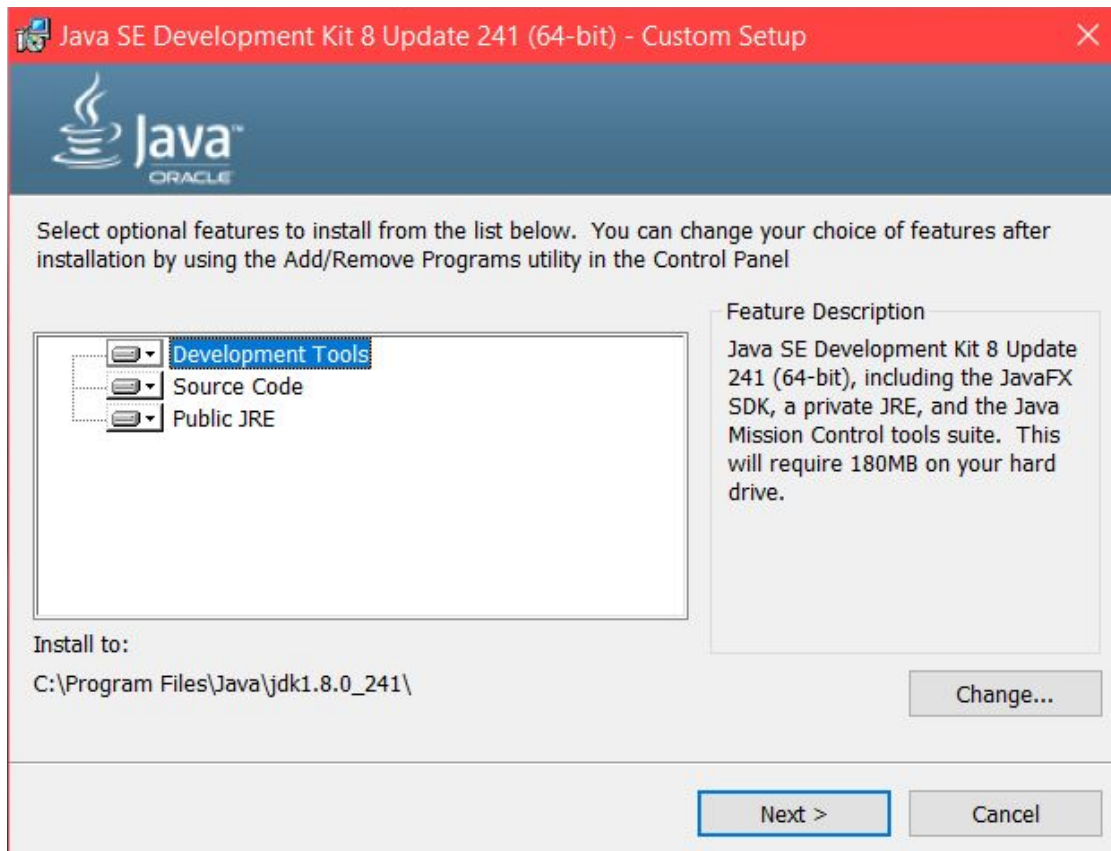 Java SE Development Kit 8 Update 241 (64-bit) - Custom Setup
Java™
ORACLE
Select optional features to install from the list below.  You can change your choice of features after
installation by using the Add/Remove Programs utility in the Control Panel
Development Tools
Source Code
Public JRE
Feature Description
Java SE Development Kit 8 Update
241 (64-bit), including the JavaFX
SDK, a private JRE, and the Java
Mission Control tools suite.  This
will require 180MB on your hard
drive.
Install to:
C:\Program Files\Java\jdk1.8.0_241\
Change...
Next >
Cancel